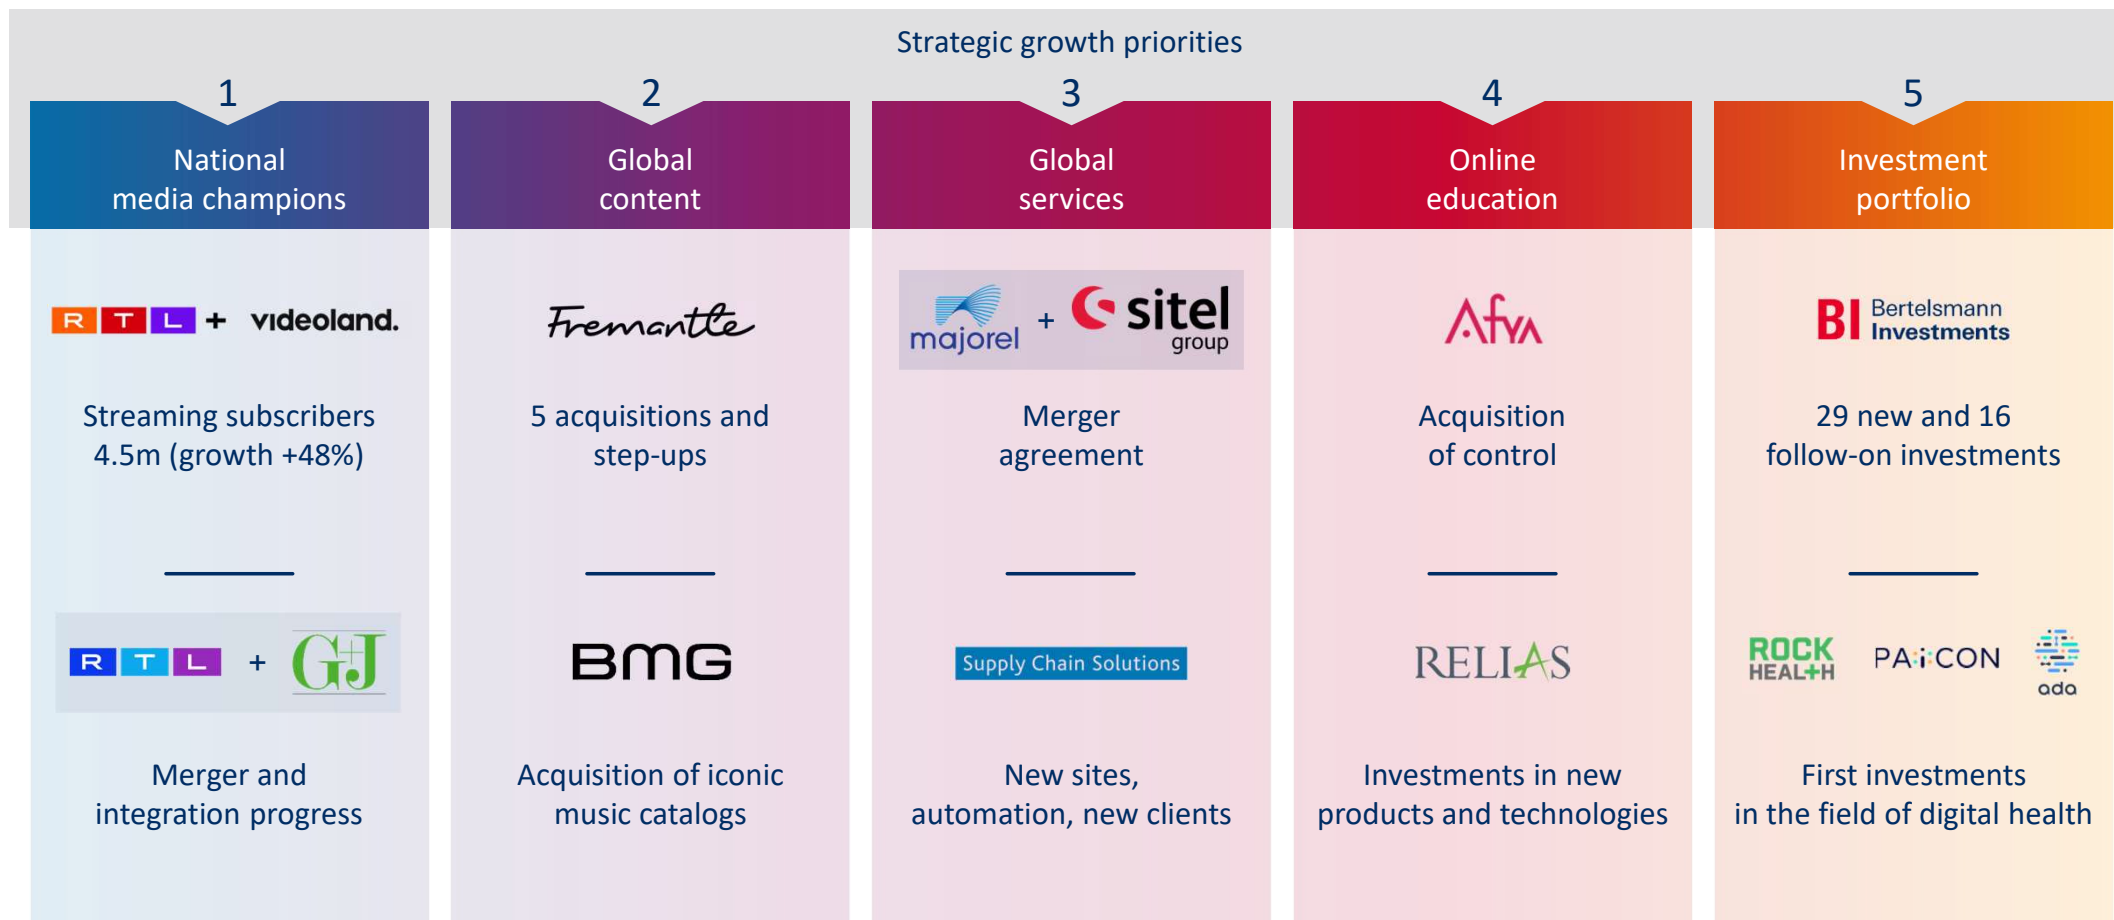 Strategic growth priorities
1
National
media champions
RTL + videoland.
Streaming subscribers
4.5m (growth +48%)
RTL + G+J
Merger and
integration progress
2
Global
content
Fremantle
5 acquisitions and
step-ups
BMG
Acquisition of iconic
music catalogs
3
Global
services
majorel + sitel
group
Merger
agreement
Supply Chain Solutions
New sites,
automation, new clients
4
Online
education
Afya
Acquisition
of control
RELIAS
Investments in new
products and technologies
5
Investment
portfolio
BI Bertelsmann
Investments
29 new and 16
follow-on investments
ROCK
HEALTH
PAiCON
ada
First investments
in the field of digital health